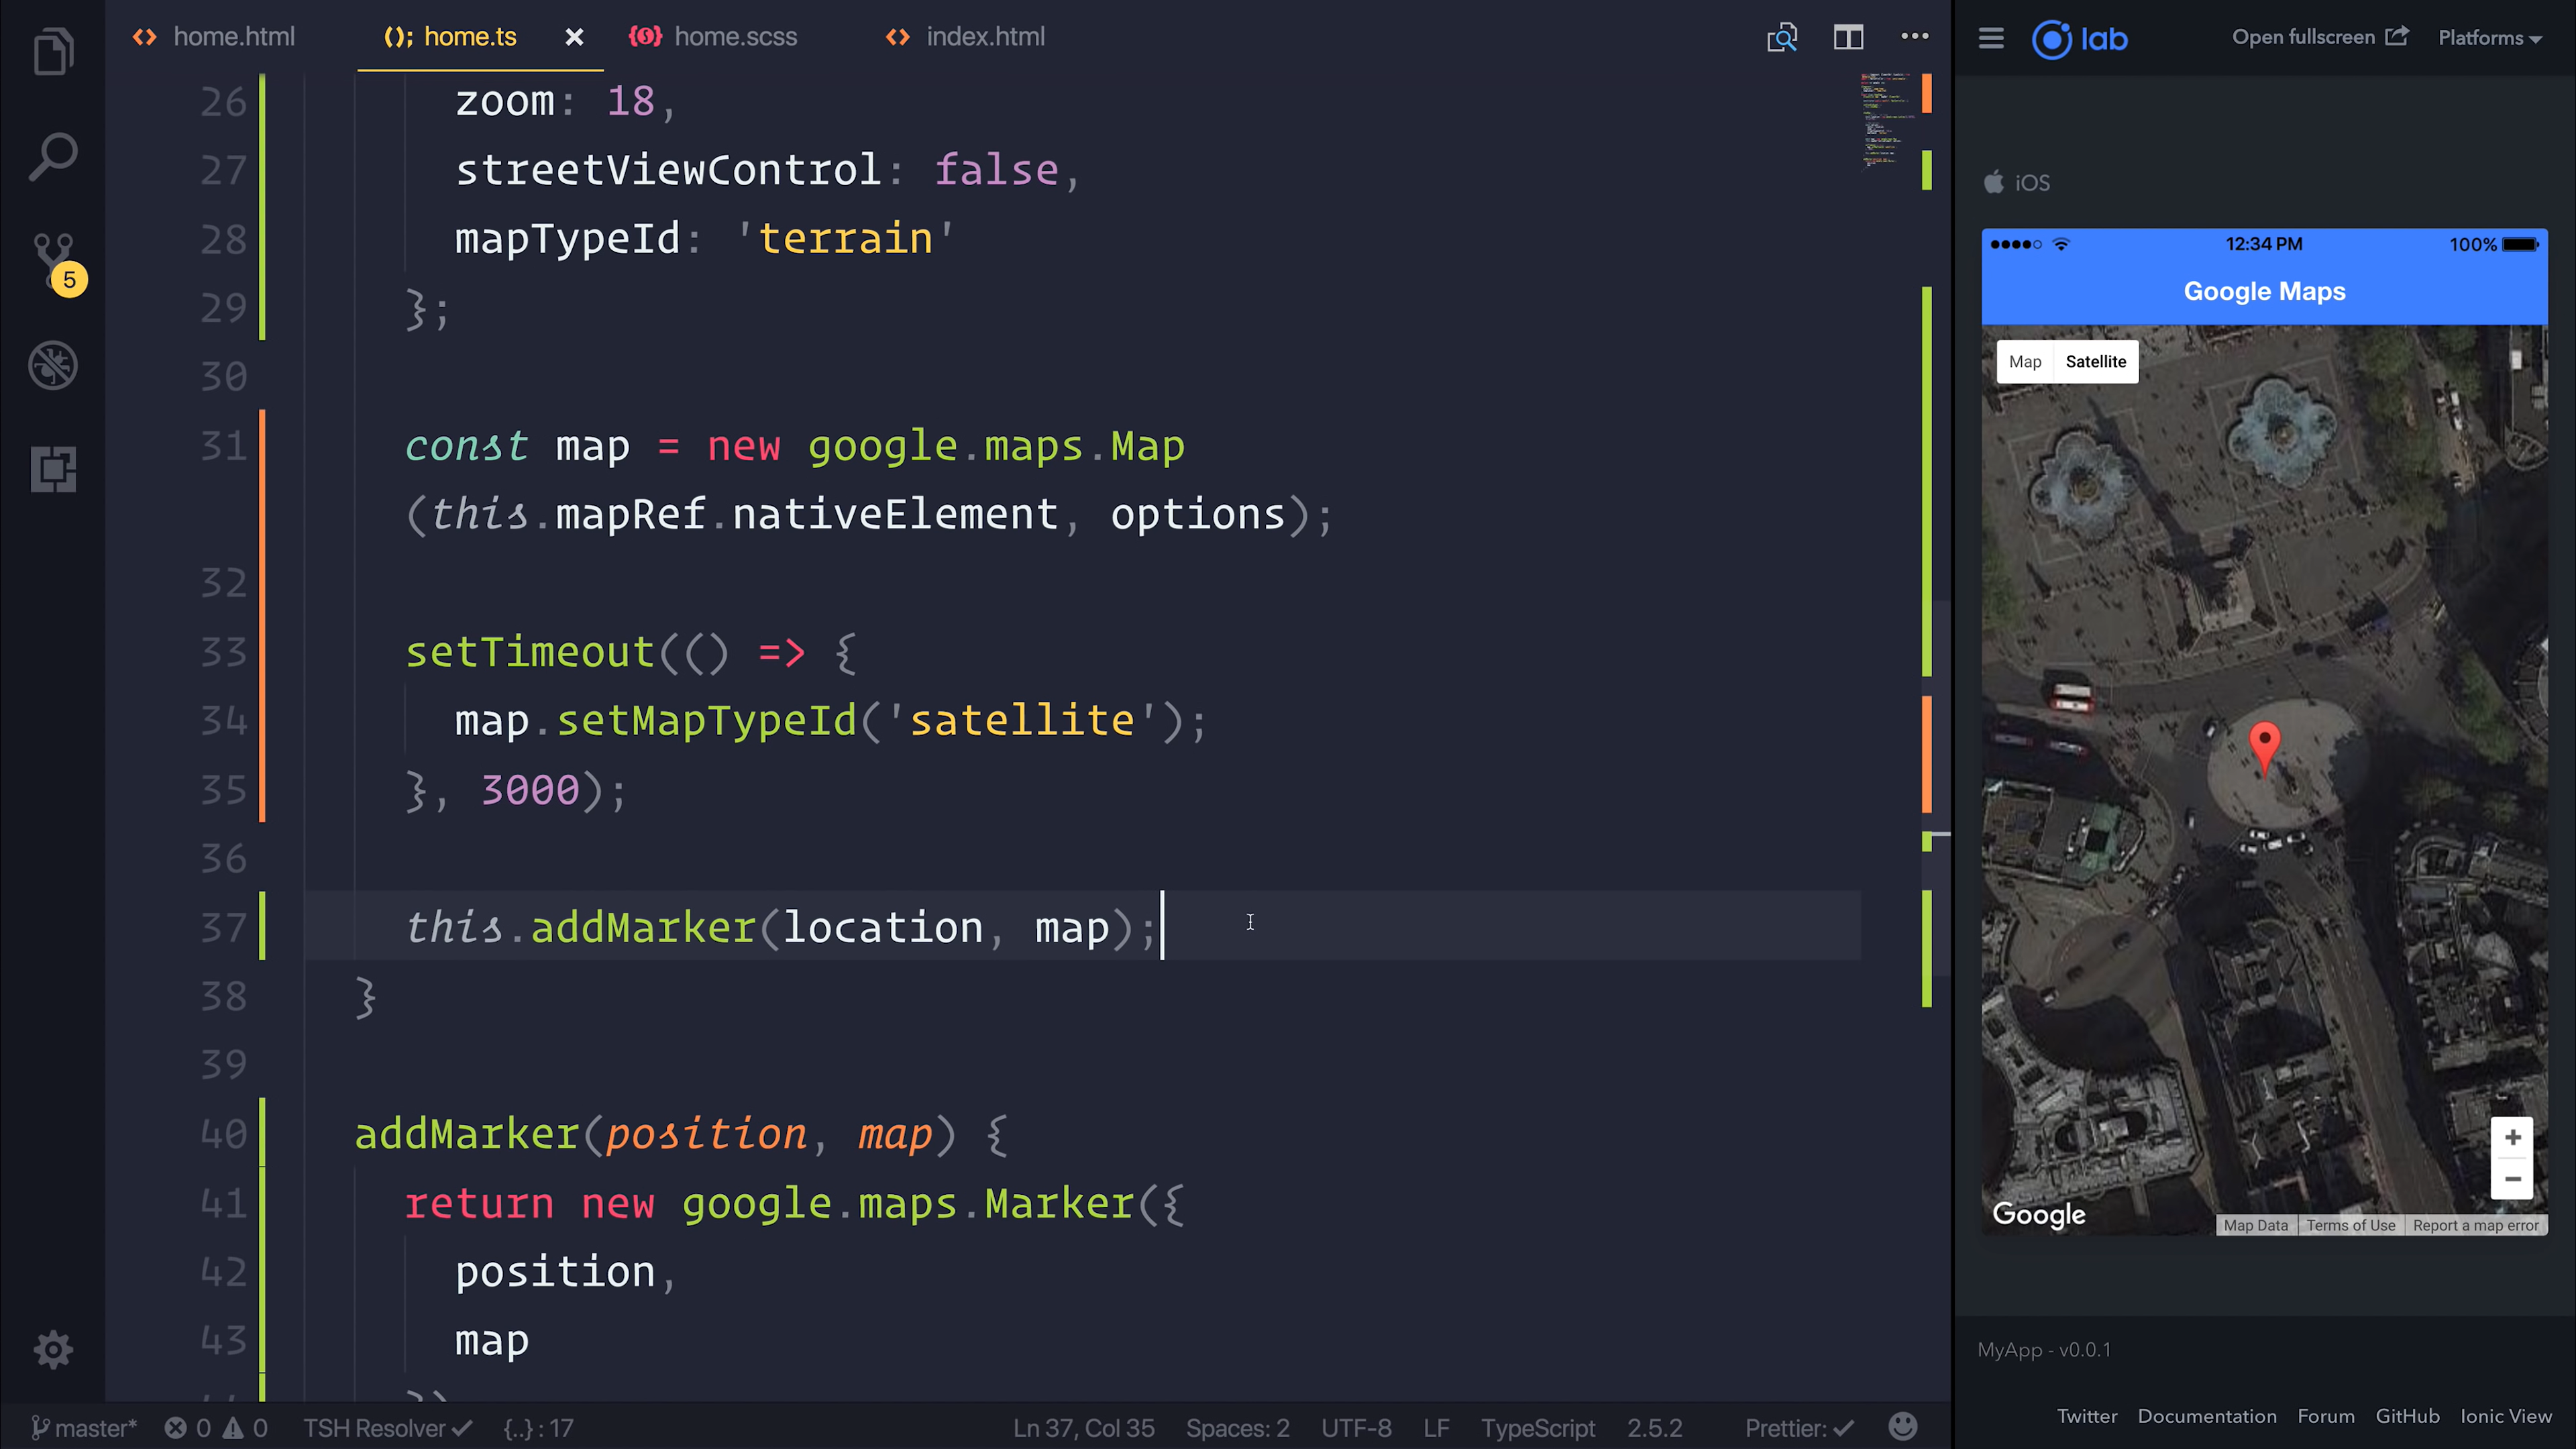 home.html
(); home.ts
home.scss
index.html
5
26 zoom: 18,
27 streetViewControl: false,
28 mapTypeId: 'terrain'
29 };
30
31 const map = new google.maps.Map
(this.mapRef.nativeElement, options);
32
33 setTimeout(() => {
34 map.setMapTypeId('satellite');
35 }, 3000);
36
37 this.addMarker(location, map);
38 }
39
40 addMarker(position, map) {
41 return new google.maps.Marker({
42 position,
43 map
master* 0 0 TSH Resolver {..} : 17 Ln 37, Col 35 Spaces: 2 UTF-8 LF TypeScript 2.5.2 Prettier:
lab
Open fullscreen
Platforms
iOS
12:34 PM
100%
Google Maps
Map Satellite
+
−
Google
Map Data Terms of Use Report a map error
MyApp - v0.0.1
Twitter Documentation Forum GitHub Ionic View